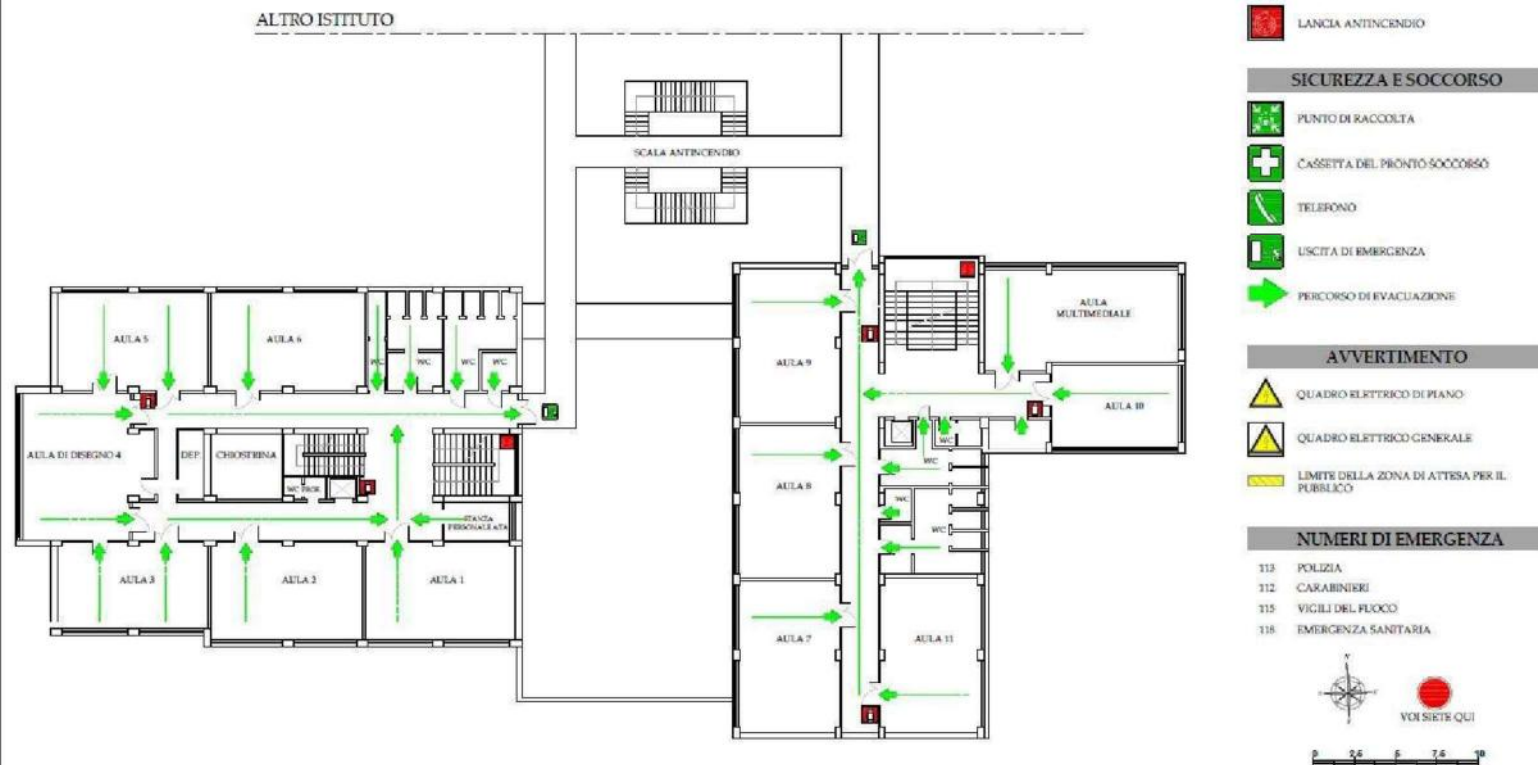 ALTRO ISTITUTO
SCALA ANTINCENDIO
AULA 5
AULA 6
WC
WC
WC
WC
AULA DI DISEGNO 4
DEP.
CHIOSTRINA
WC PROF.
STANZA
PERSONALE ATA
AULA 3
AULA 2
AULA 1
AULA 9
AULA
MULTIMEDIALE
AULA 10
WC
WC
AULA 8
WC
WC
AULA 7
AULA 11
LANCIA ANTINCENDIO
SICUREZZA E SOCCORSO
PUNTO DI RACCOLTA
CASSETTA DEL PRONTO SOCCORSO
TELEFONO
USCITA DI EMERGENZA
PERCORSO DI EVACUAZIONE
AVVERTIMENTO
QUADRO ELETTRICO DI PIANO
QUADRO ELETTRICO GENERALE
LIMITE DELLA ZONA DI ATTESA PER IL
PUBBLICO
NUMERI DI EMERGENZA
113 POLIZIA
112 CARABINIERI
115 VIGILI DEL FUOCO
118 EMERGENZA SANITARIA
N
VOI SIETE QUI
0 2,5 5 7,5 10